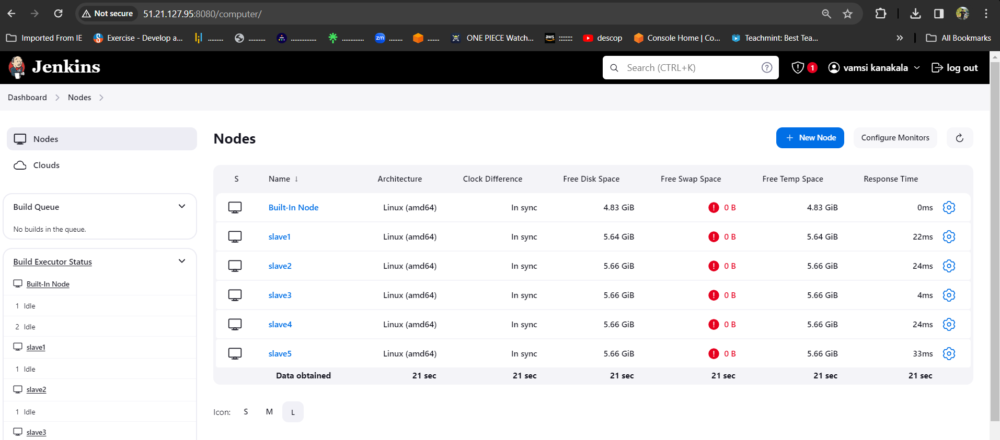 Not secure 51.21.127.95:8080/computer/
Imported From IE Exercise - Develop a... ......... .......... ............... ............. zm ........ ....... ONE PIECE Watch... aws :::::::: descop Console Home | Co... Teachmint: Best Tea... » All Bookmarks
Jenkins Search (CTRL+K) ? 1 vamsi kanakala log out
Dashboard > Nodes >
Nodes
Clouds
Build Queue
No builds in the queue.
Build Executor Status
Built-In Node
1 Idle
2 Idle
slave1
1 Idle
slave2
1 Idle
slave3
Nodes + New Node Configure Monitors
S Name ↓ Architecture Clock Difference Free Disk Space Free Swap Space Free Temp Space Response Time
Built-In Node Linux (amd64) In sync 4.83 GiB ! 0 B 4.83 GiB 0ms
slave1 Linux (amd64) In sync 5.64 GiB ! 0 B 5.64 GiB 22ms
slave2 Linux (amd64) In sync 5.66 GiB ! 0 B 5.66 GiB 24ms
slave3 Linux (amd64) In sync 5.66 GiB ! 0 B 5.66 GiB 4ms
slave4 Linux (amd64) In sync 5.66 GiB ! 0 B 5.66 GiB 24ms
slave5 Linux (amd64) In sync 5.66 GiB ! 0 B 5.66 GiB 33ms
Data obtained 21 sec 21 sec 21 sec 21 sec 21 sec 21 sec
Icon: S M L